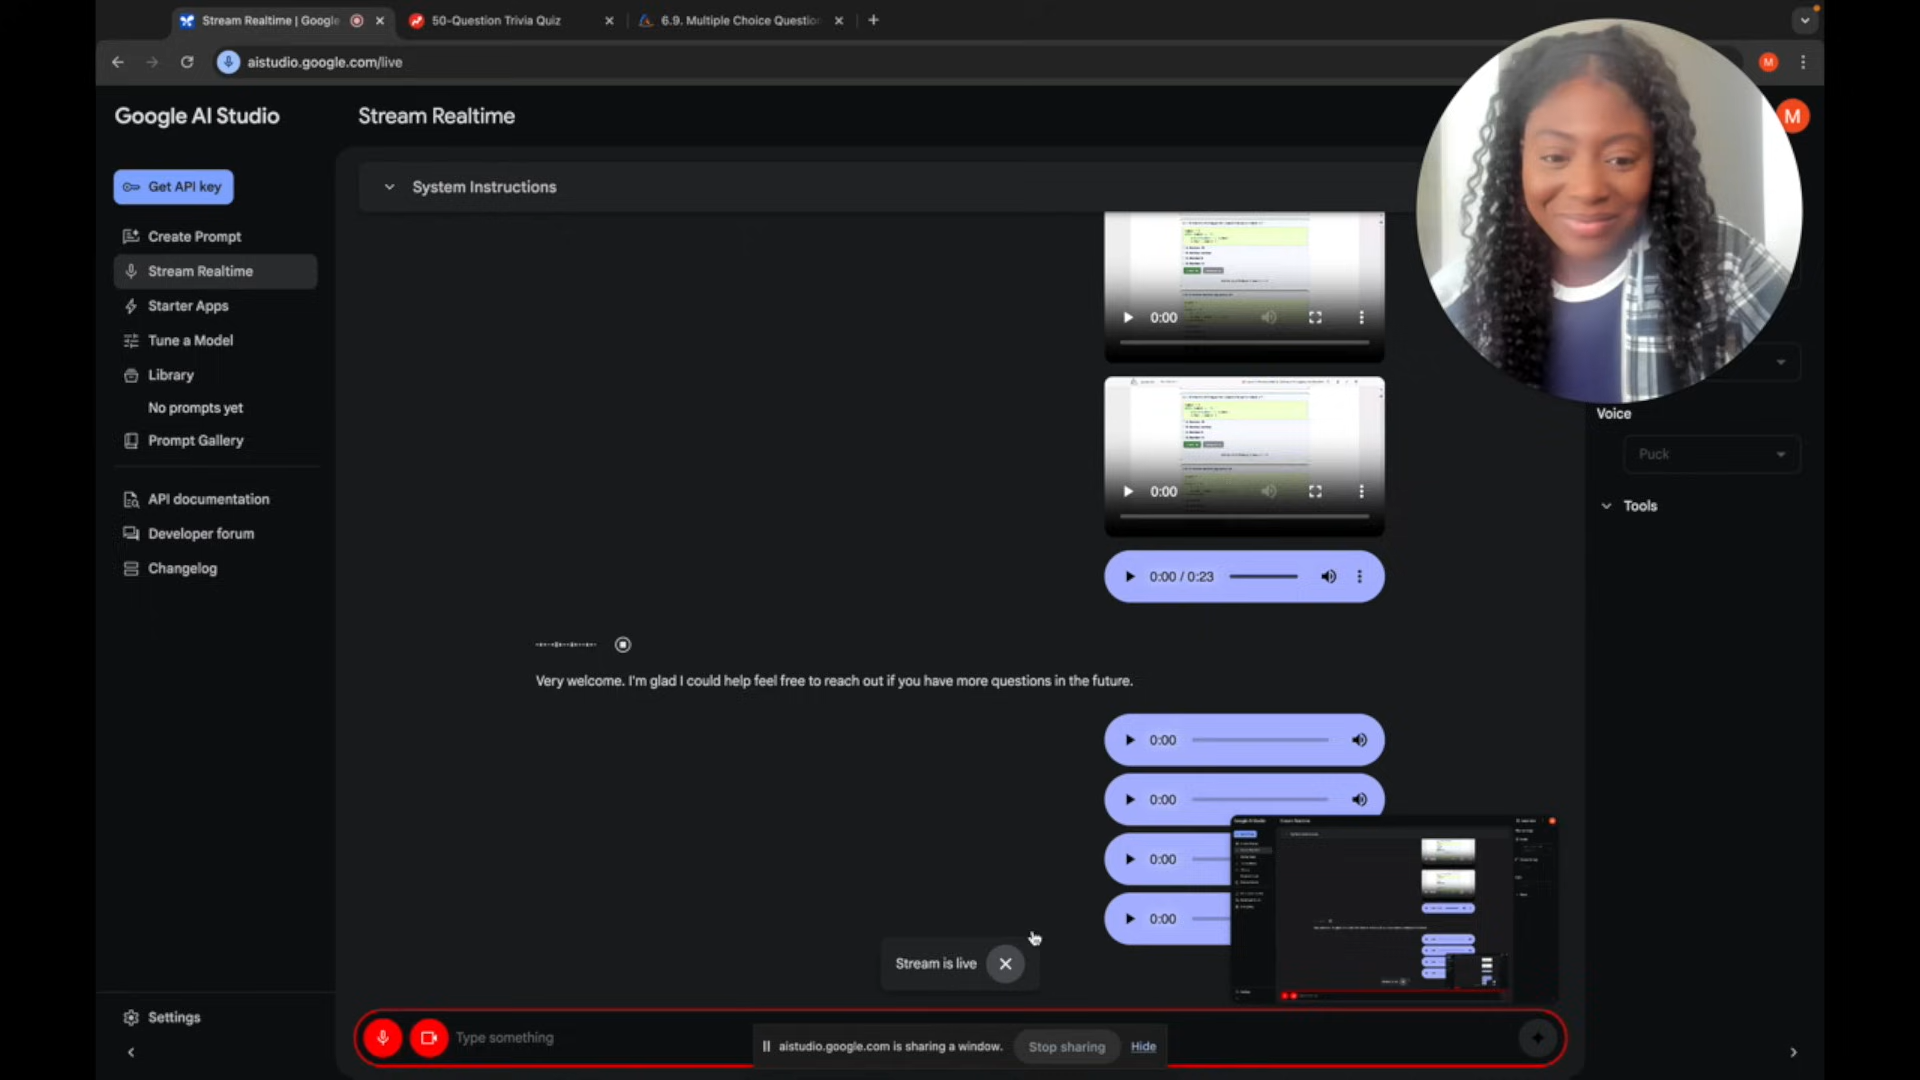 Stream Realtime | Google
50-Question Trivia Quiz
6.9. Multiple Choice Questio
aistudio.google.com/live
M
Google AI Studio
Stream Realtime
M
Get API key
System Instructions
Create Prompt
Stream Realtime
Starter Apps
Tune a Model
Library
No prompts yet
Prompt Gallery
API documentation
Developer forum
Changelog
0:00
0:00
0:00 / 0:23
Voice
Puck
Tools
Very welcome. I'm glad I could help feel free to reach out if you have more questions in the future.
0:00
0:00
0:00
0:00
Stream is live
Settings
Type something
aistudio.google.com is sharing a window.
Stop sharing
Hide